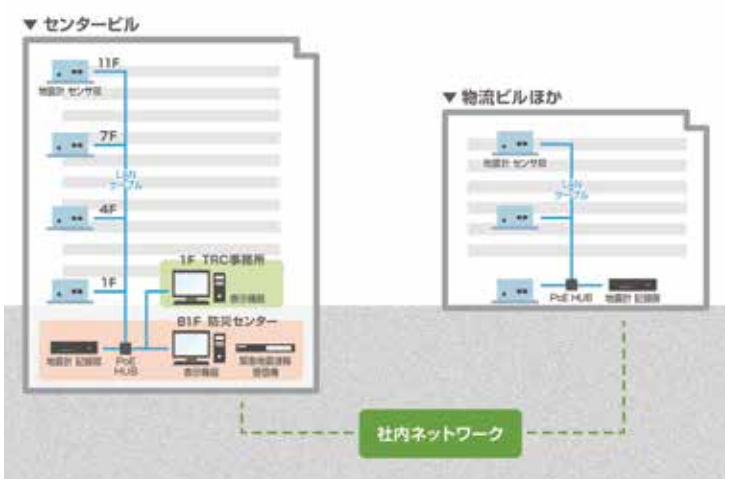 ▼ センタービル
11F
地震計 センサ部
7F
LAN
ケーブル
4F
1F TRC事務所
1F
表示機器
B1F 防災センター
地震計 記録部
PoE
HUB
表示機器
緊急地震速報
受信機
▼ 物流ビルほか
地震計 センサ部
LAN
ケーブル
PoE HUB
地震計 記録部
社内ネットワーク